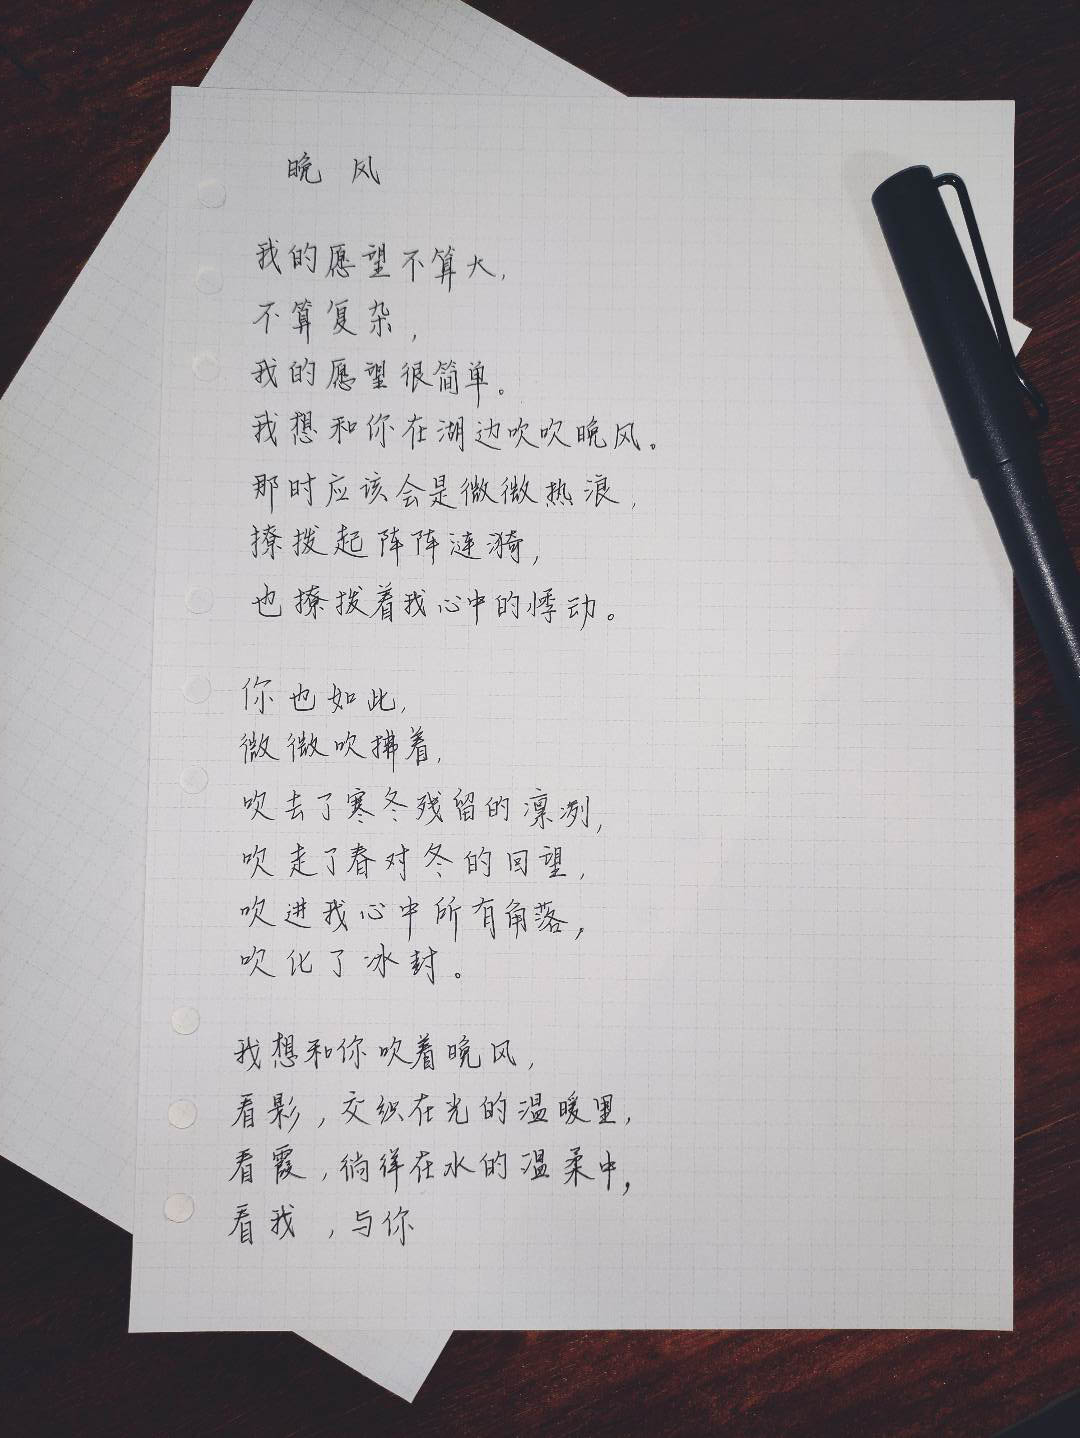 晚风
我的愿望不算大，
不算复杂，
我的愿望很简单。
我想和你在湖边吹吹晚风。
那时应该会是微微热浪，
撩拨起阵阵涟漪，
也撩拨着我心中的悸动。
你也如此，
微微吹拂着，
吹去了寒冬残留的凛冽，
吹走了春对冬的回望，
吹进我心中所有角落，
吹化了冰封。
我想和你吹着晚风，
看影，交织在光的温暖里，
看霞，徜徉在水的温柔中，
看我，与你